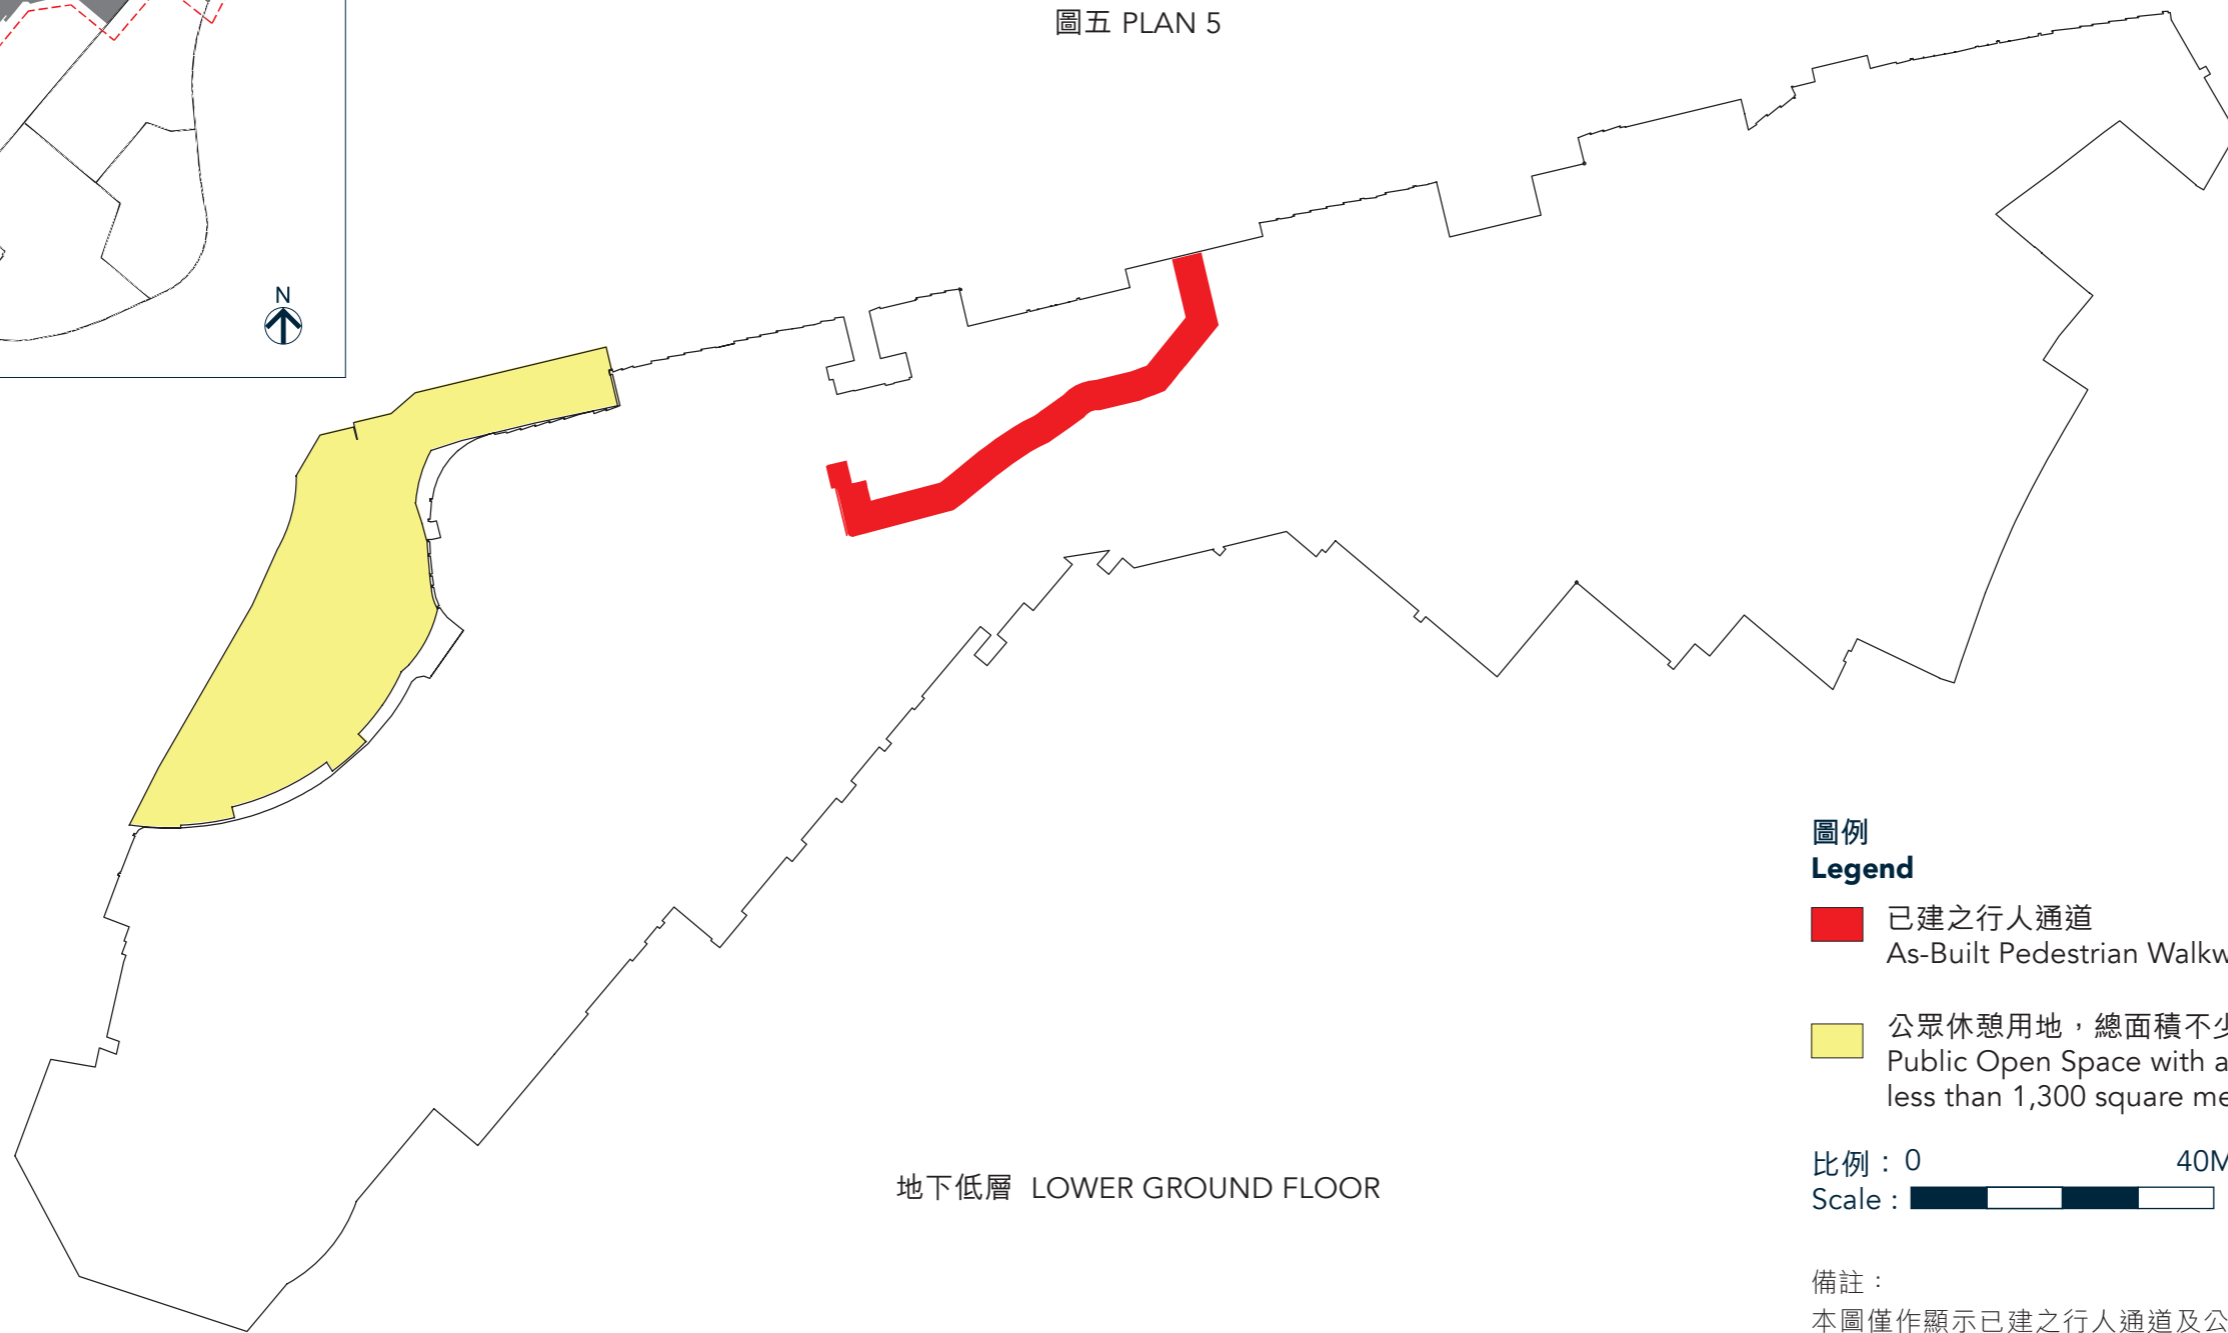 圖五 PLAN 5
N
地下低層 LOWER GROUND FLOOR
圖例
Legend
已建之行人通道
As-Built Pedestrian
公眾休憩用地，總面積不少
Public Open Space with a
less than 1,300 square
比例： 0 40M
Scale :
備註：
本圖僅作顯示已建之行人通道及公